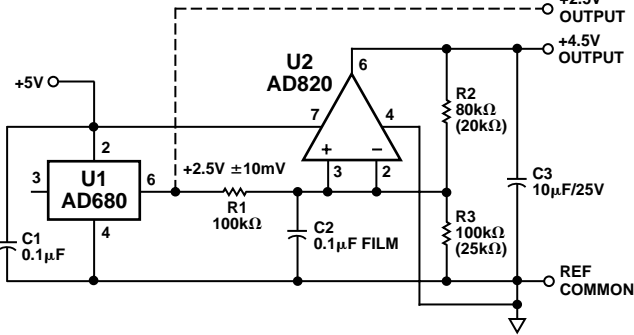 +2.5V
OUTPUT
+4.5V
OUTPUT
U2
AD820
6
+5V
7
4
R2
80kΩ
(20kΩ)
+
−
2
3
2
3
U1
AD680
6
+2.5V ±10mV
R1
100kΩ
C3
10µF/25V
C2
0.1µF FILM
R3
100kΩ
(25kΩ)
4
C1
0.1µF
REF
COMMON